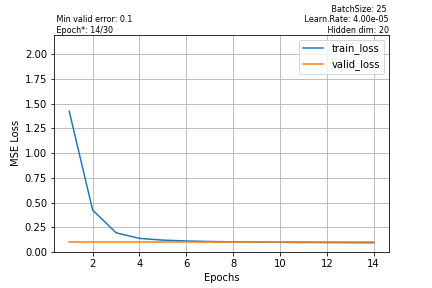 Min valid error: 0.1
Epoch*: 14/30
BatchSize: 25
Learn.Rate: 4.00e-05
Hidden dim: 20
train_loss
valid_loss
2.00
1.75
1.50
1.25
1.00
0.75
0.50
0.25
0.00
MSE Loss
2 4 6 8 10 12 14
Epochs